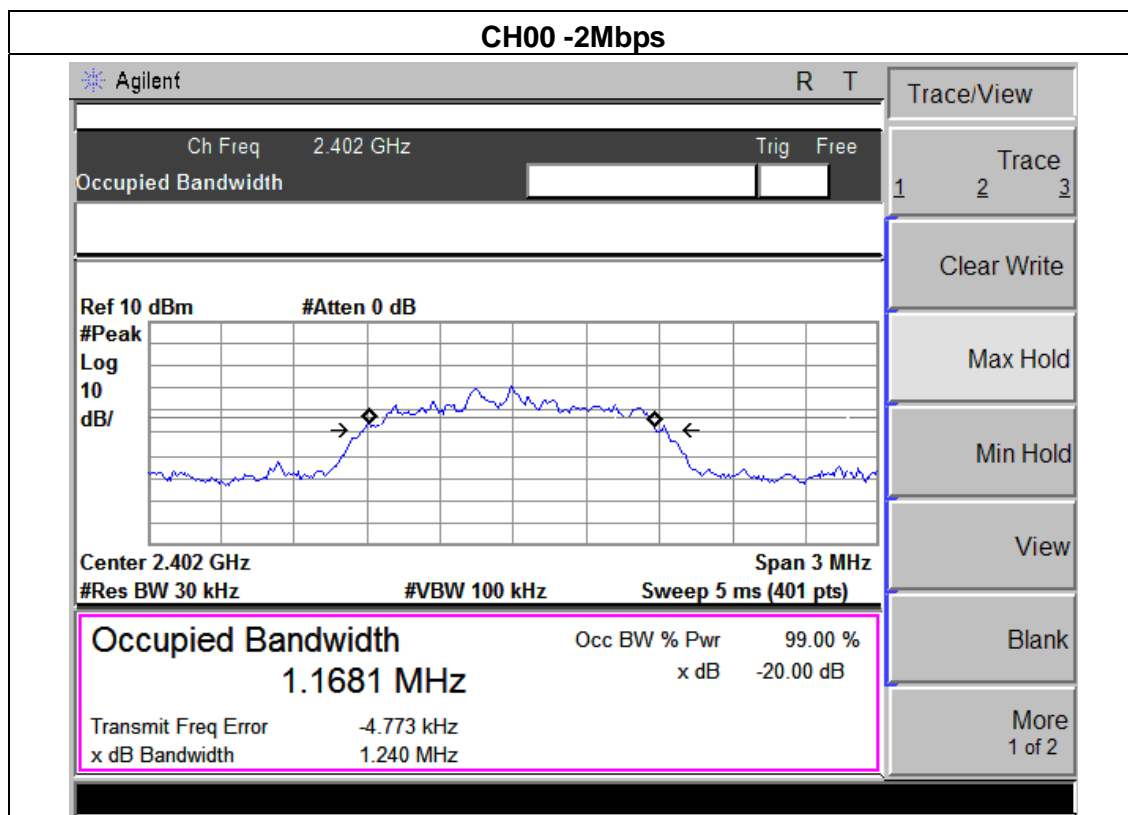 CH00 -2Mbps
Agilent R T
Trace/View
Ch Freq 2.402 GHz Trig Free
Occupied Bandwidth
Trace
1 2 3
Clear Write
Ref 10 dBm #Atten 0 dB
#Peak
Log
10
dB/
Max Hold
Min Hold
View
Center 2.402 GHz Span 3 MHz
#Res BW 30 kHz #VBW 100 kHz Sweep 5 ms (401 pts)
Occupied Bandwidth Occ BW % Pwr 99.00 %
1.1681 MHz x dB -20.00 dB
Blank
Transmit Freq Error -4.773 kHz
x dB Bandwidth 1.240 MHz
More
1 of 2